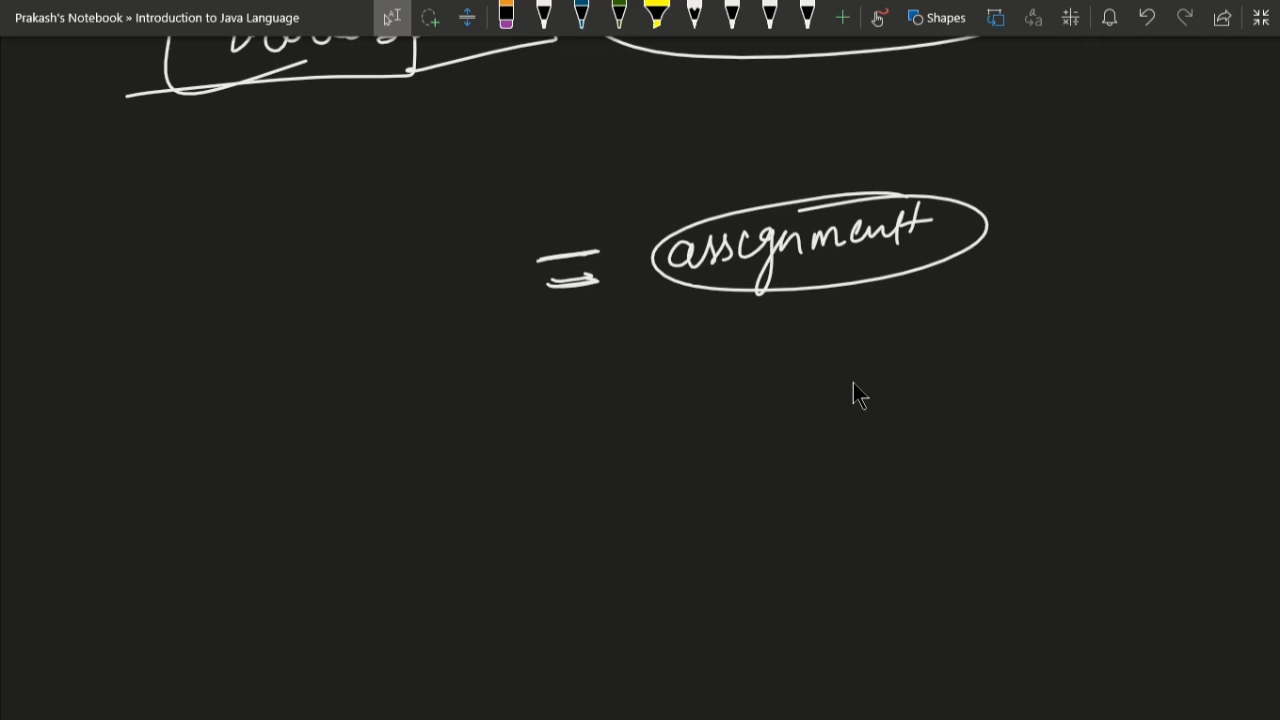 Prakash's Notebook » Introduction to Java Language
Shapes
= assignment